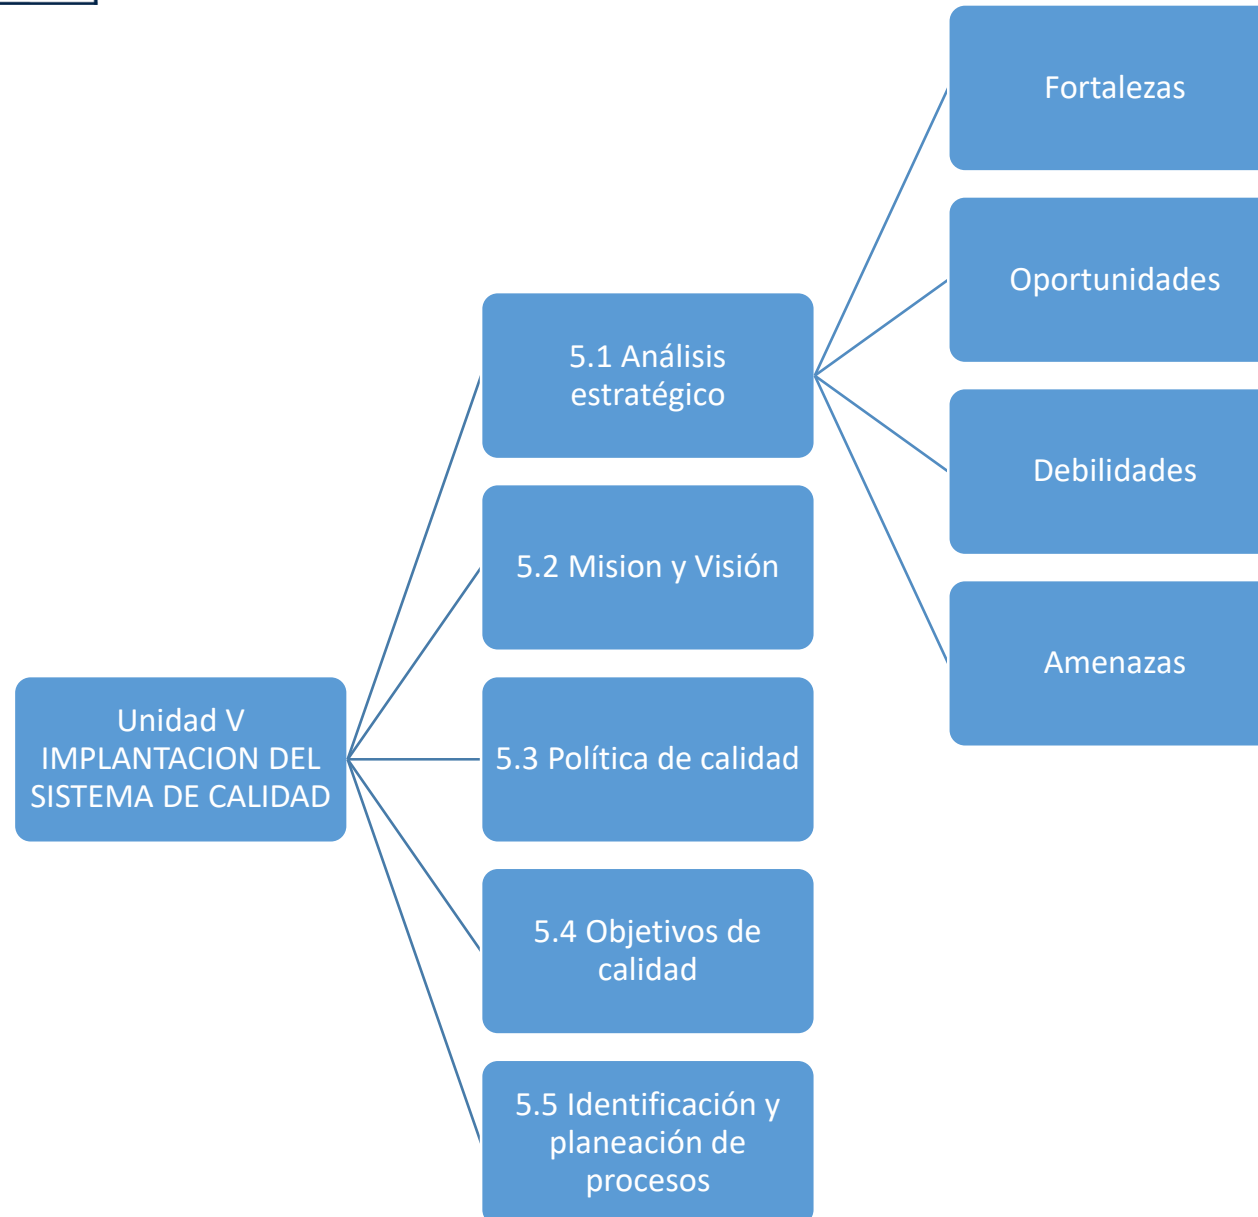 Unidad V
IMPLANTACION DEL
SISTEMA DE CALIDAD
5.1 Análisis
estratégico
Fortalezas
Oportunidades
Debilidades
Amenazas
5.2 Mision y Visión
5.3 Política de calidad
5.4 Objetivos de
calidad
5.5 Identificación y
planeación de
procesos